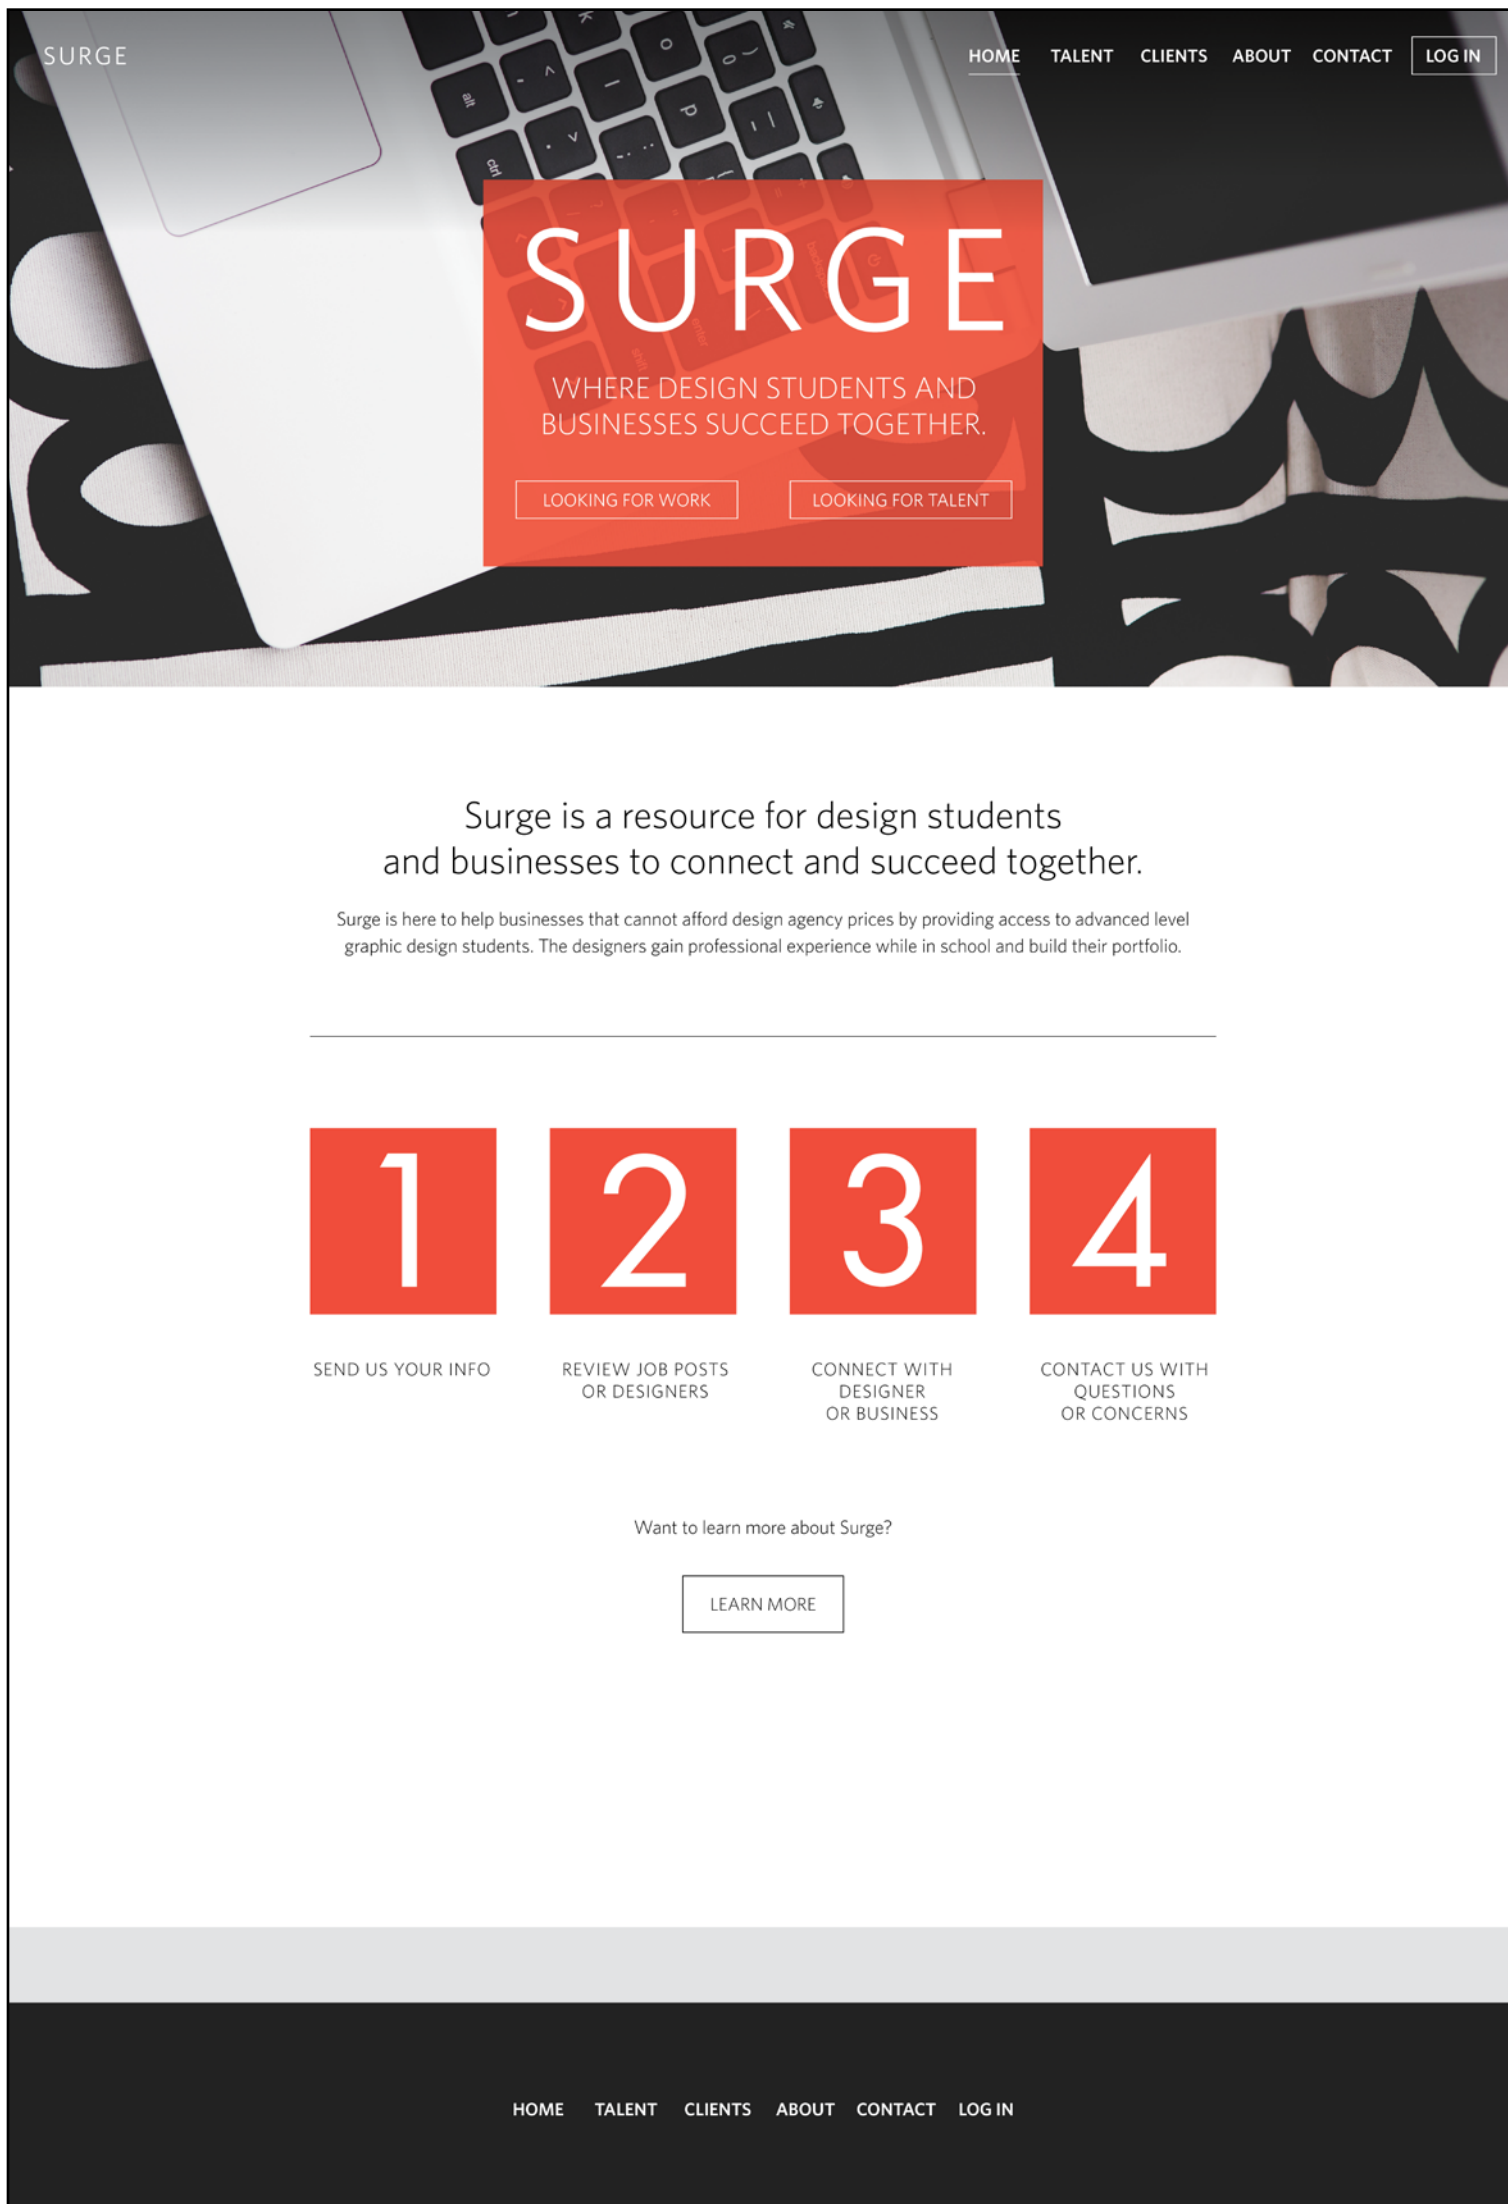 SURGE
HOME TALENT CLIENTS ABOUT CONTACT LOG IN
alt
ctrl
SURGE
WHERE DESIGN STUDENTS AND
BUSINESSES SUCCEED TOGETHER.
LOOKING FOR WORK LOOKING FOR TALENT
Surge is a resource for design students
and businesses to connect and succeed together.
Surge is here to help businesses that cannot afford design agency prices by providing access to advanced level
graphic design students. The designers gain professional experience while in school and build their portfolio.
1 2 3 4
SEND US YOUR INFO
REVIEW JOB POSTS
OR DESIGNERS
CONNECT WITH
DESIGNER
OR BUSINESS
CONTACT US WITH
QUESTIONS
OR CONCERNS
Want to learn more about Surge?
LEARN MORE
HOME TALENT CLIENTS ABOUT CONTACT LOG IN